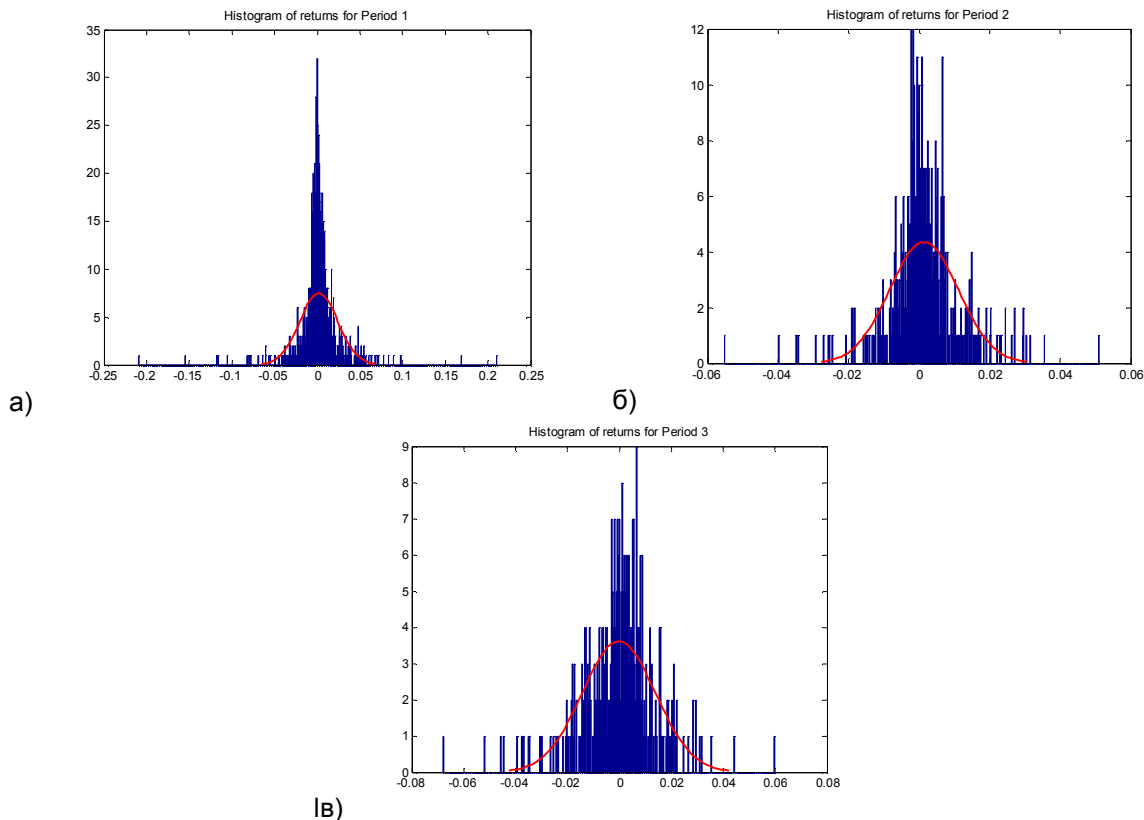 Histogram of returns for Period 1
35
30
25
20
15
10
5
0
-0.25 -0.2 -0.15 -0.1 -0.05 0 0.05 0.1 0.15 0.2 0.25
а)
Histogram of returns for Period 2
12
10
8
6
4
2
0
-0.06 -0.04 -0.02 0 0.02 0.04 0.06
б)
Histogram of returns for Period 3
9
8
7
6
5
4
3
2
1
0
-0.08 -0.06 -0.04 -0.02 0 0.02 0.04 0.06 0.08
lв)